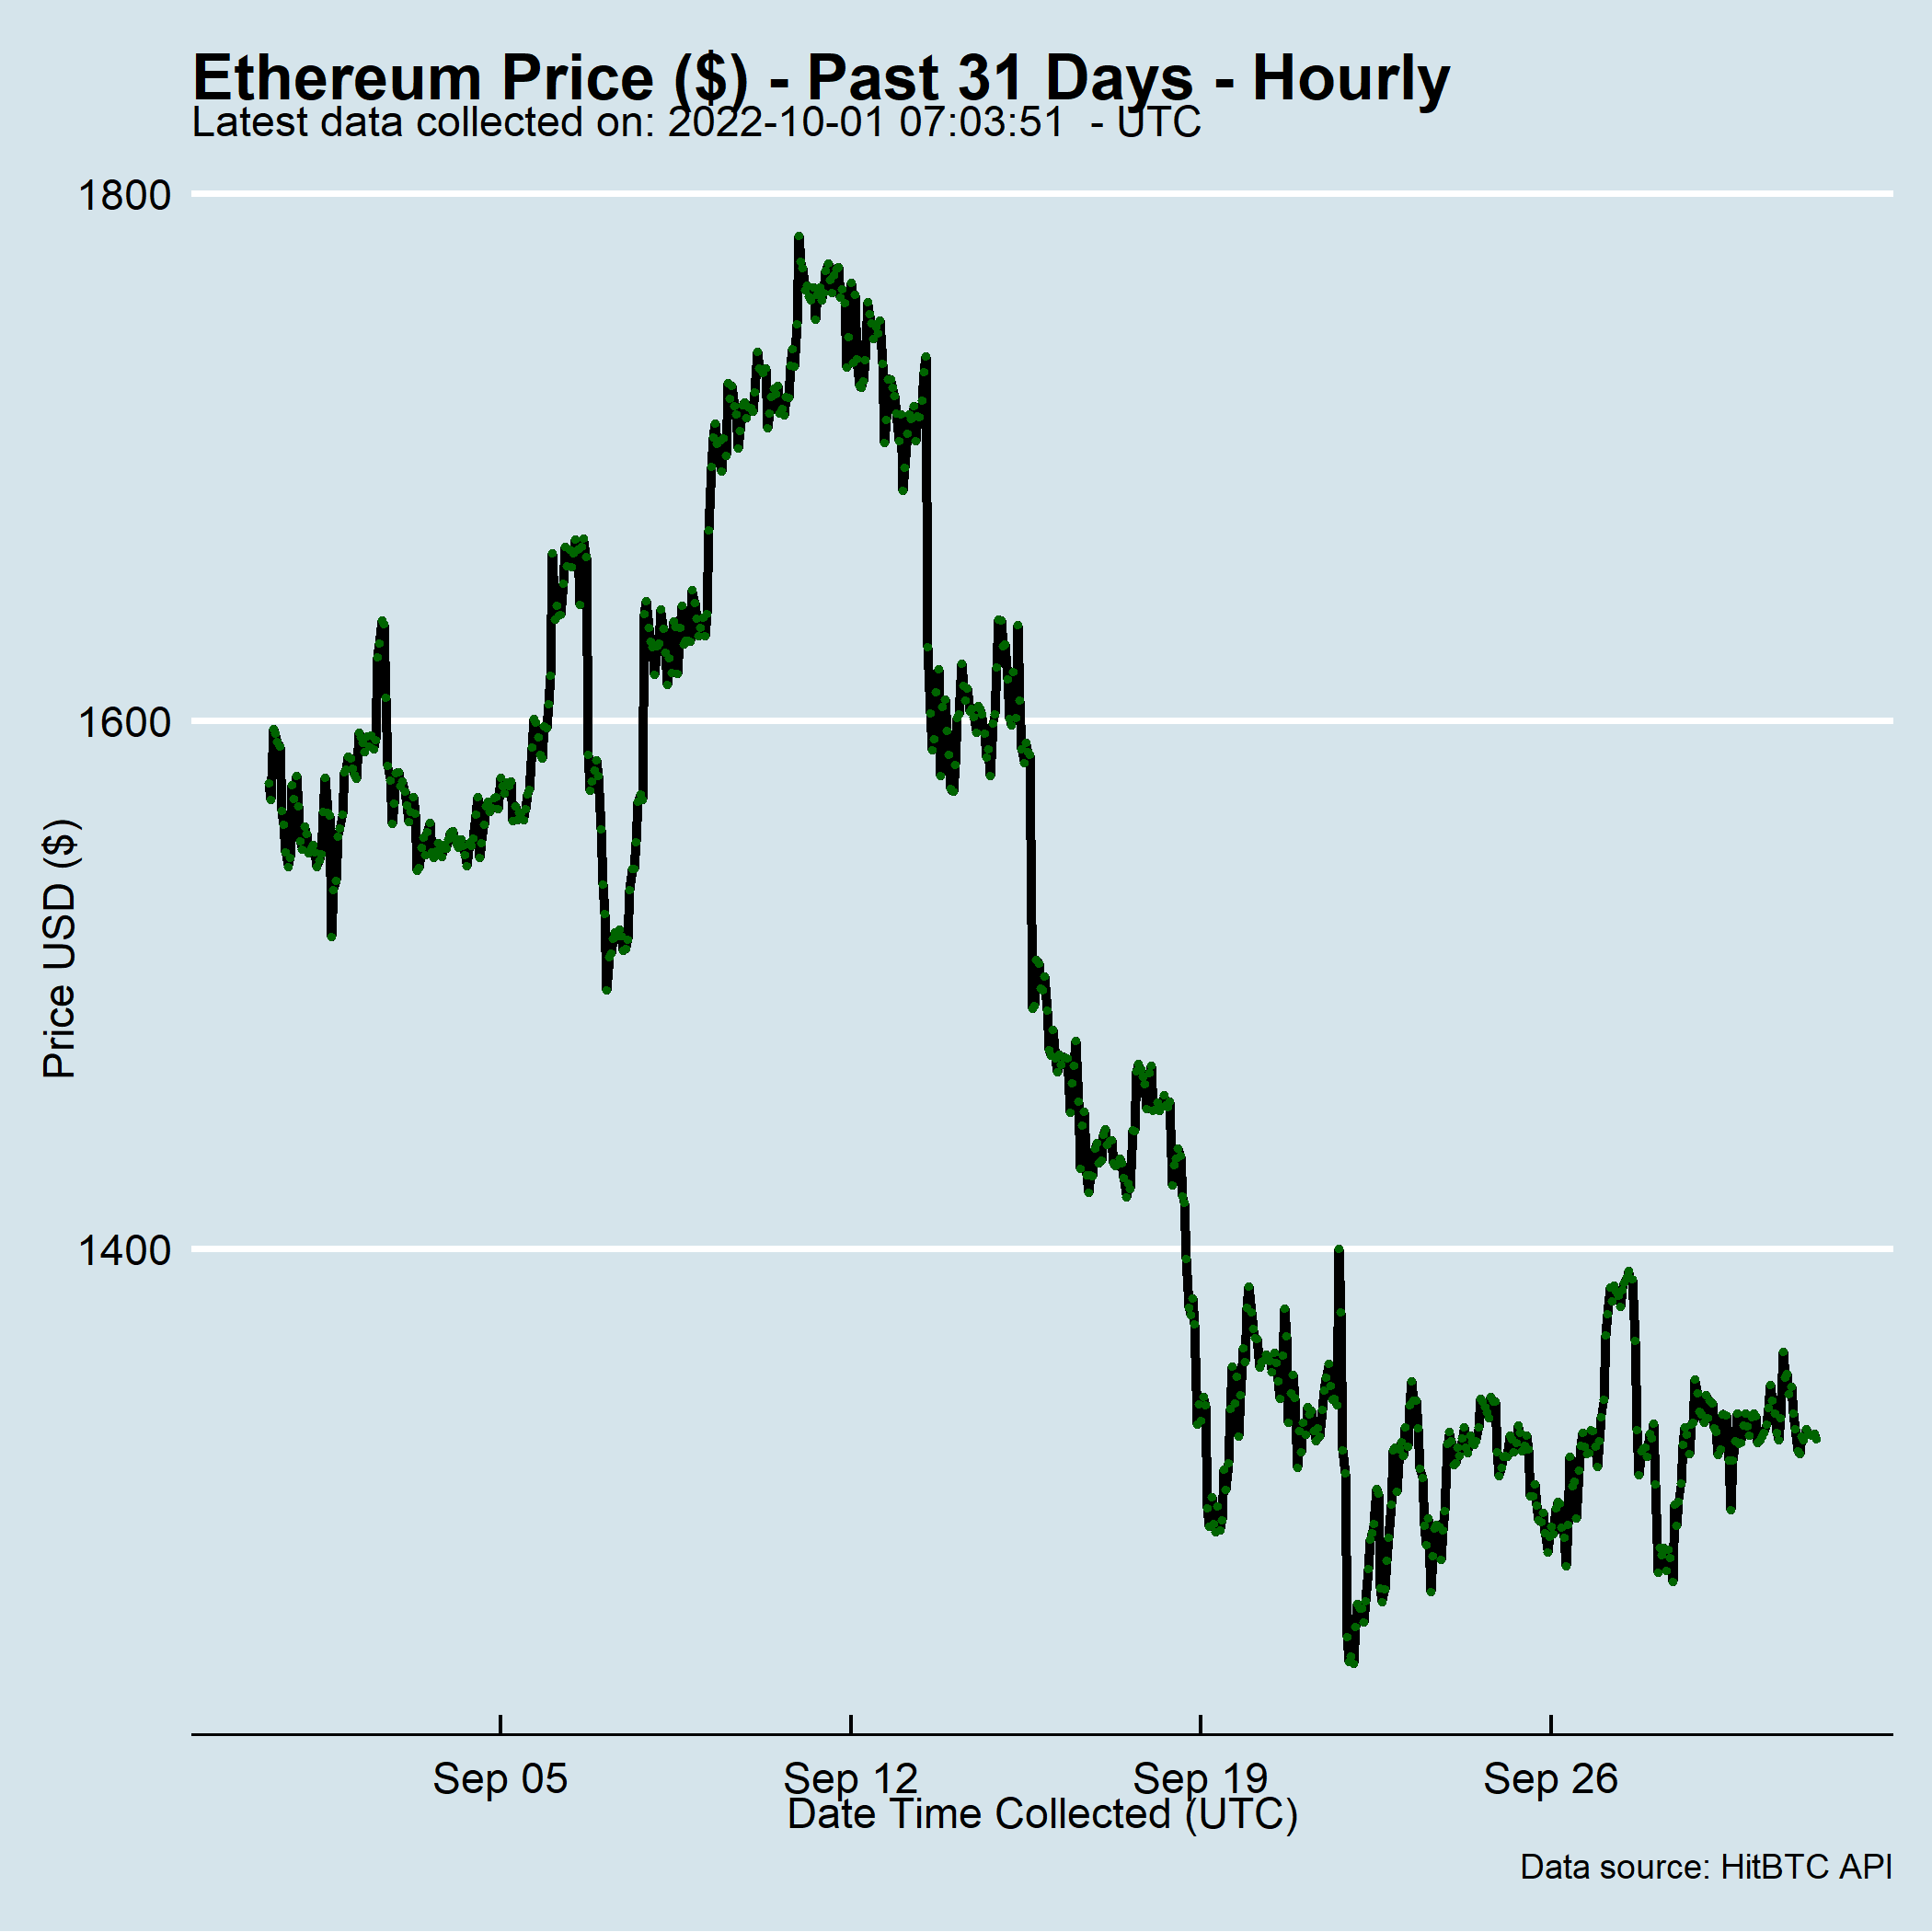 Ethereum Price ($) - Past 31 Days - Hourly
Latest data collected on: 2022-10-01 07:03:51  - UTC
1800
1600
1400
Price USD ($)
Sep 05
Sep 12
Sep 19
Sep 26
Date Time Collected (UTC)
Data source: HitBTC API